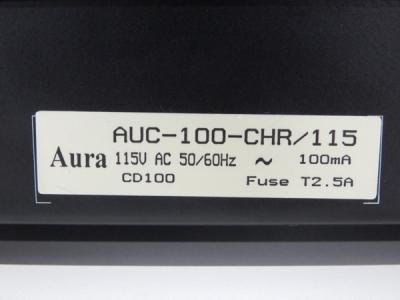 AUC-100-CHR/115
Aura 115V AC 50/60Hz ~ 100mA
CD100 Fuse T2.5A